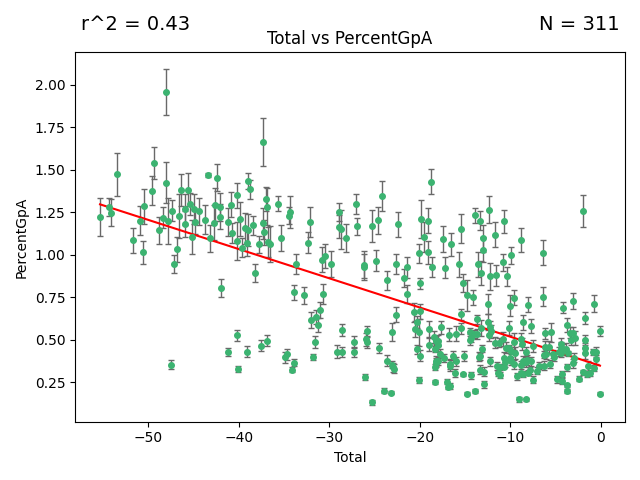 r^2 = 0.43
N = 311
Total vs PercentGpA
2.00
1.75
1.50
1.25
1.00
0.75
0.50
0.25
PercentGpA
−50
−40
−30
−20
−10
0
Total